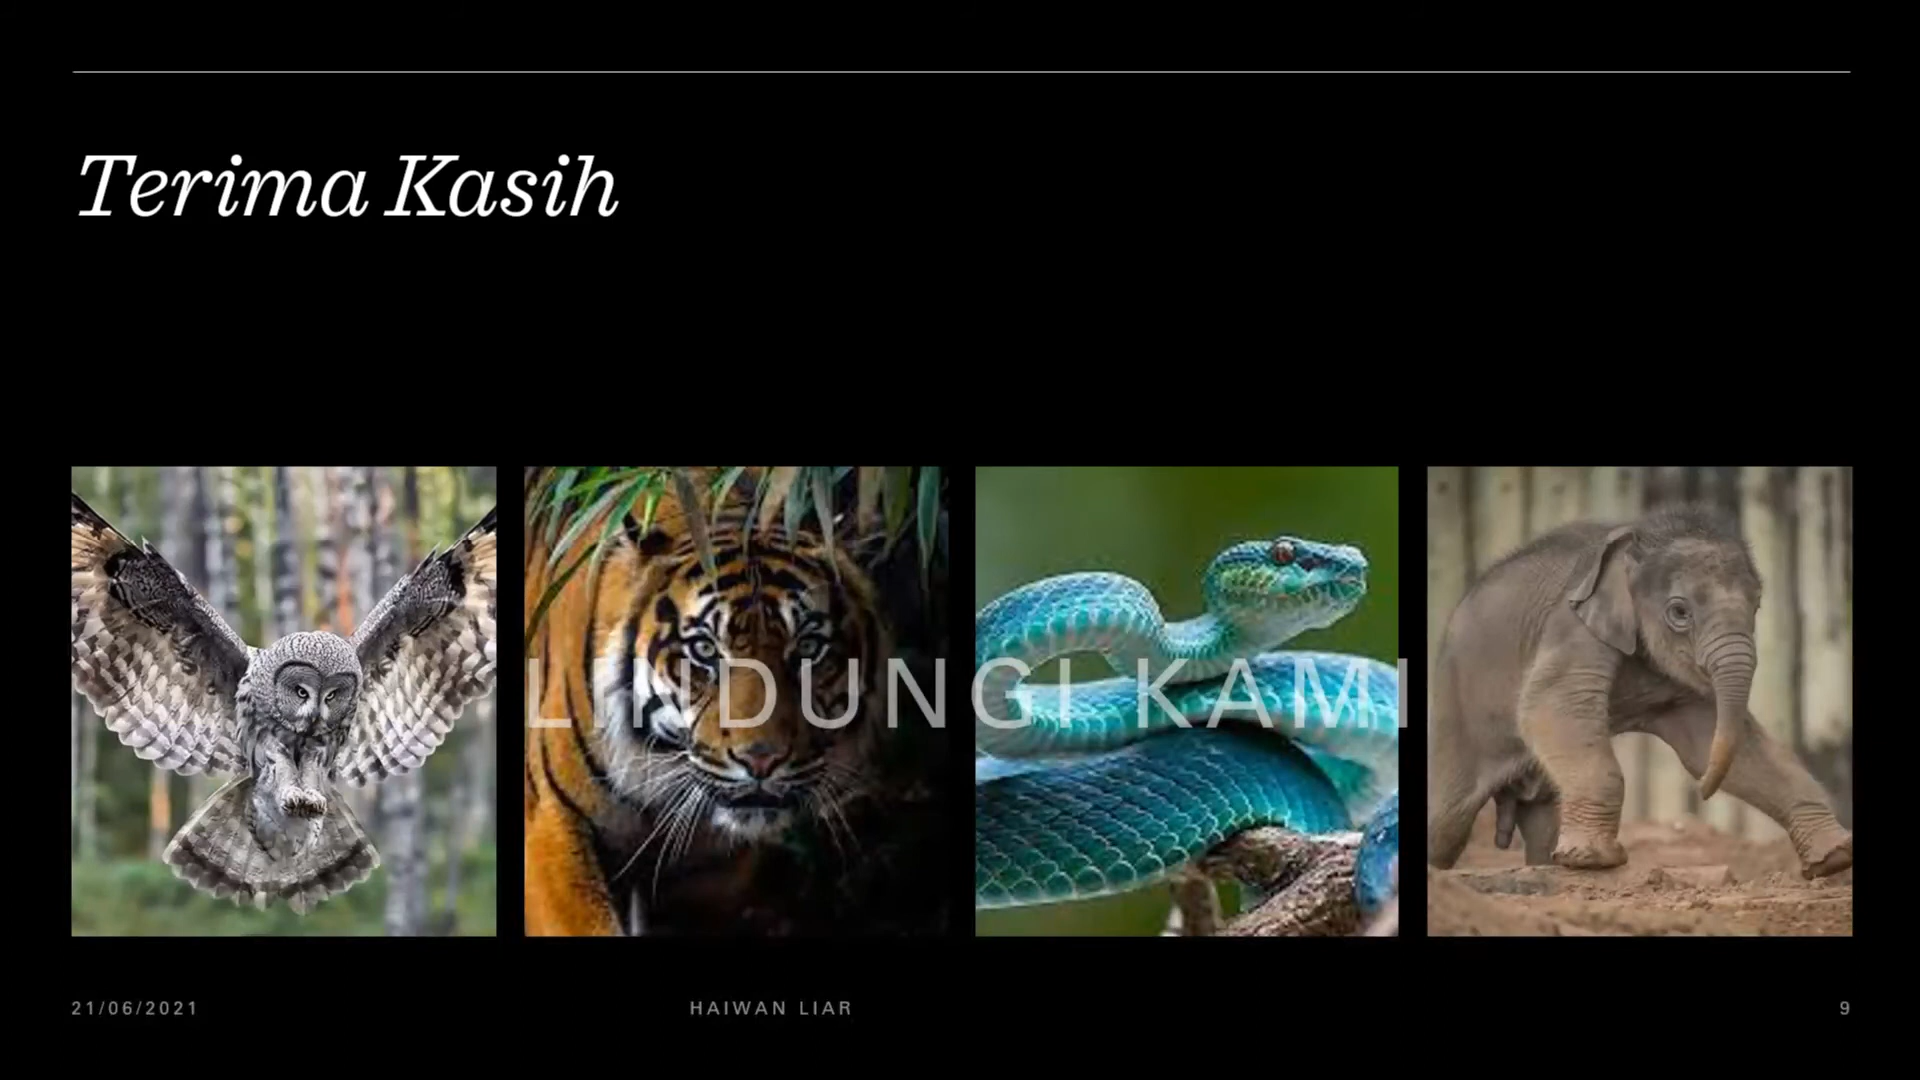 Terima Kasih
LINDUNGI KAMI
21/06/2021
HAIWAN LIAR
9